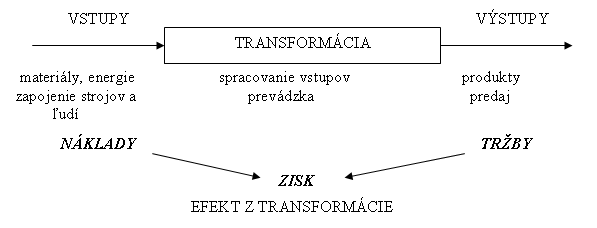 VSTUPY
VÝSTUPY
TRANSFORMÁCIA
materiály, energie
zapojenie strojov a
ľudí
spracovanie vstupov
prevádzka
produkty
predaj
NÁKLADY
TRŽBY
ZISK
EFEKT Z TRANSFORMÁCIE